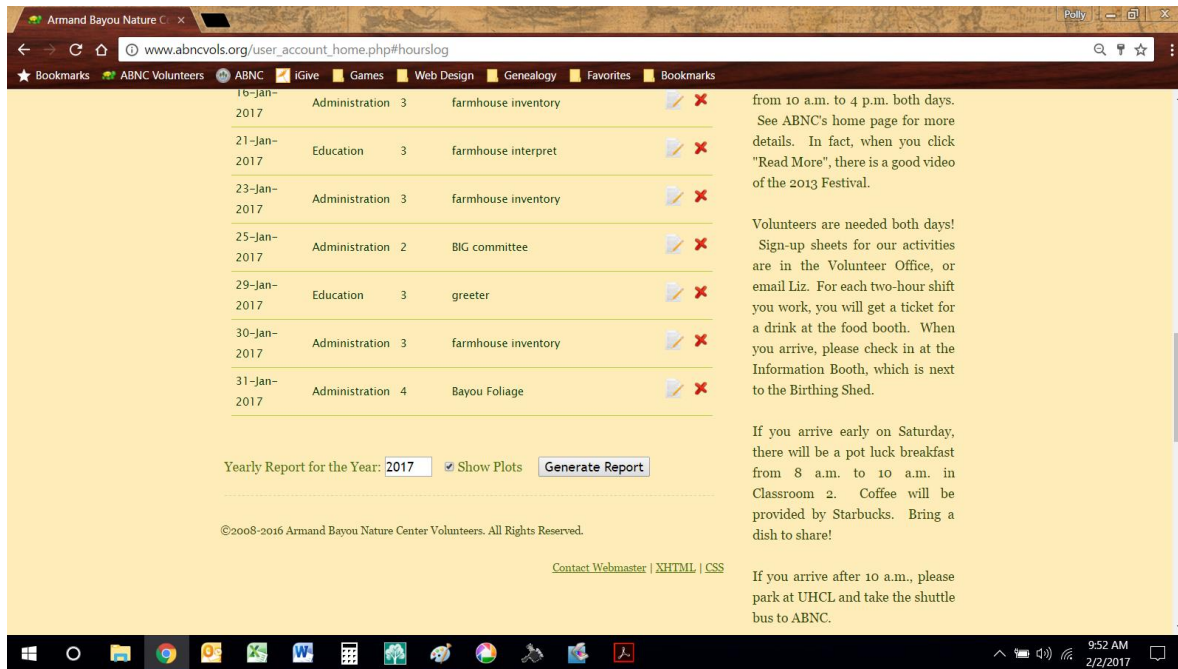 Armand Bayou Nature C
Polly
www.abncvols.org/user_account_home.php#hourslog
Bookmarks ABNC Volunteers ABNC iGive Games Web Design Genealogy Favorites Bookmarks
16-Jan-
2017
Administration 3 farmhouse inventory
21-Jan-
2017
Education 3 farmhouse interpret
23-Jan-
2017
Administration 3 farmhouse inventory
25-Jan-
2017
Administration 2 BIG committee
29-Jan-
2017
Education 3 greeter
30-Jan-
2017
Administration 3 farmhouse inventory
31-Jan-
2017
Administration 4 Bayou Foliage
Yearly Report for the Year: 2017 Show Plots Generate Report
©2008-2016 Armand Bayou Nature Center Volunteers. All Rights Reserved.
Contact Webmaster | XHTML | CSS
from 10 a.m. to 4 p.m. both days.
See ABNC's home page for more
details. In fact, when you click
"Read More", there is a good video
of the 2013 Festival.
Volunteers are needed both days!
Sign-up sheets for our activities
are in the Volunteer Office, or
email Liz. For each two-hour shift
you work, you will get a ticket for
a drink at the food booth. When
you arrive, please check in at the
Information Booth, which is next
to the Birthing Shed.
If you arrive early on Saturday,
there will be a pot luck breakfast
from 8 a.m. to 10 a.m. in
Classroom 2. Coffee will be
provided by Starbucks. Bring a
dish to share!
If you arrive after 10 a.m., please
park at UHCL and take the shuttle
bus to ABNC.
9:52 AM
2/2/2017